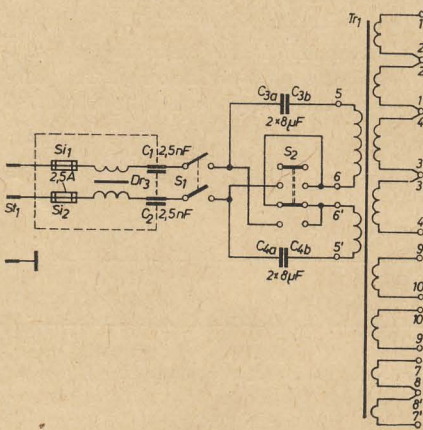 Tr1
1
2
2
1
4
3
3
4
9
10
10
9
7
8
8'
7'
C3a C3b 5
2×8µF
S2
6
6'
5'
C4a C4b
2×8µF
Si1
2,5A
Si2
St1
Dr3
C1 2,5nF
C2 2,5nF
S1